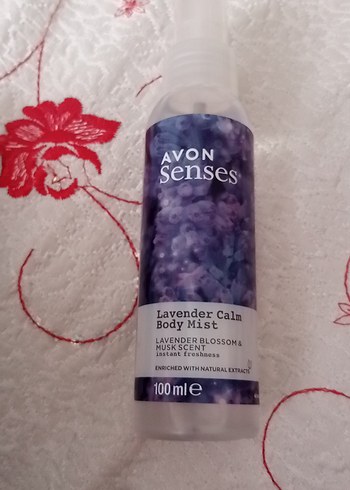 AVON
Senses
Lavender Calm
Body Mist
LAVENDER BLOSSOM &
MUSK SCENT
instant freshness
ENRICHED WITH NATURAL EXTRACTS
100 ml ℮